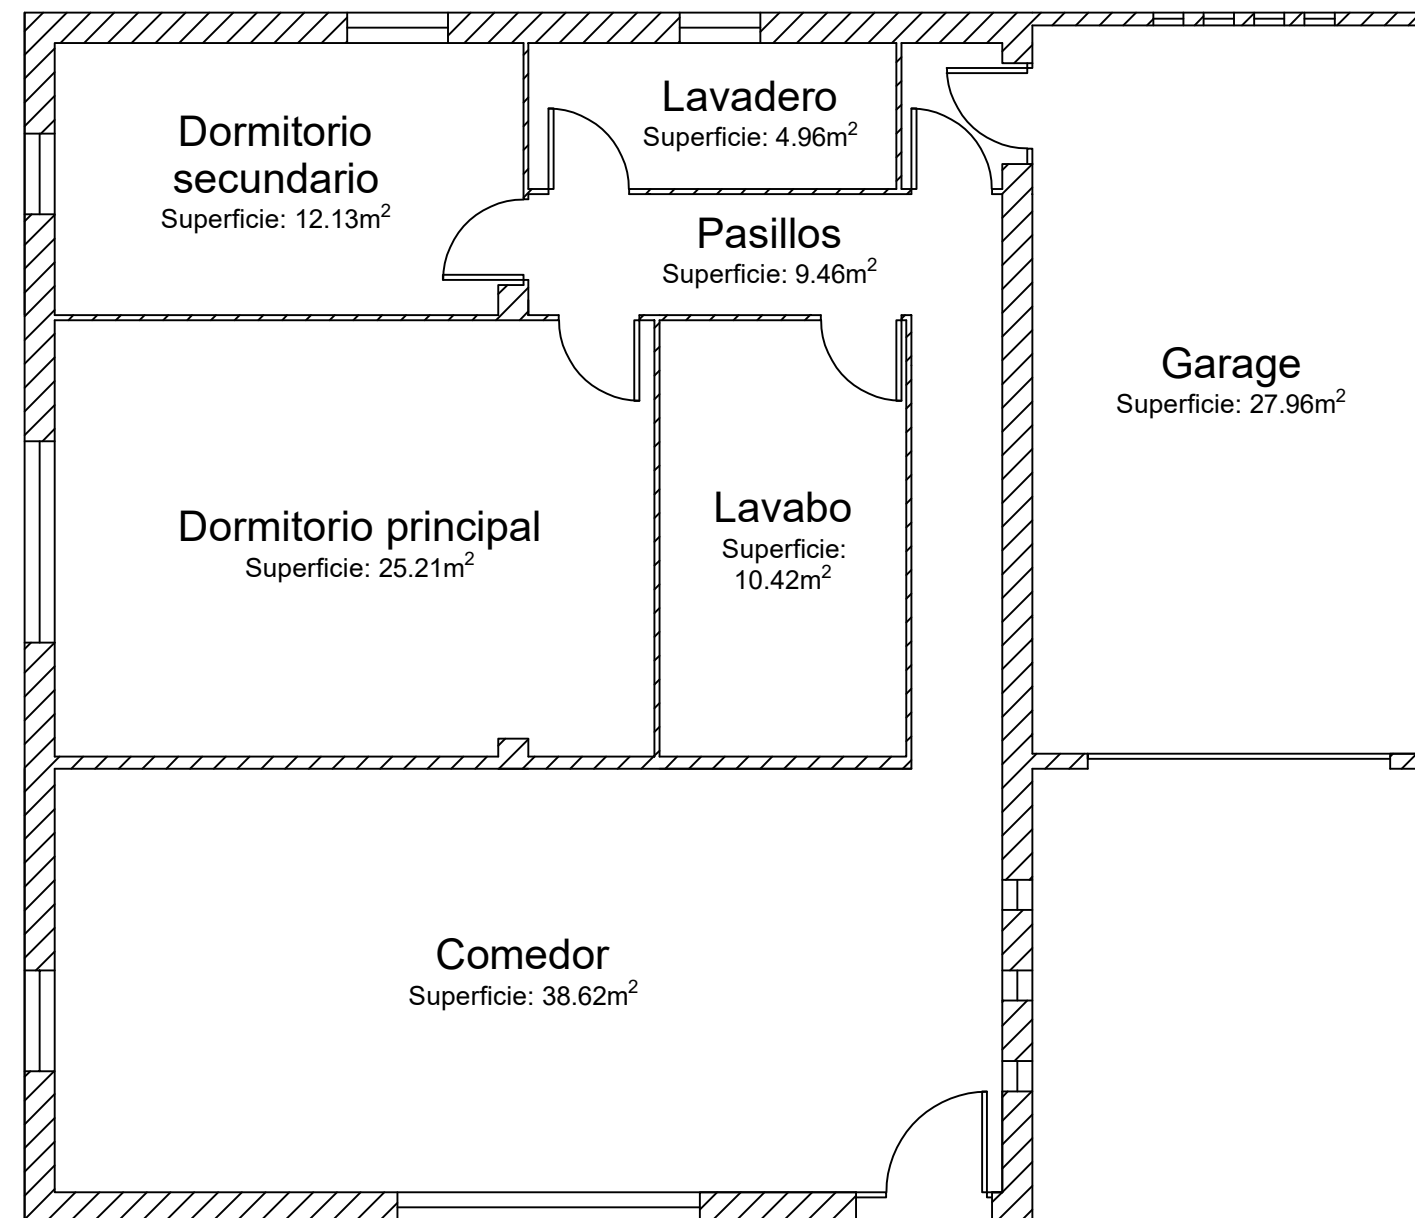 Dormitorio
secundario
Superficie: 12.13m²
Lavadero
Superficie: 4.96m²
Pasillos
Superficie: 9.46m²
Garage
Superficie: 27.96m²
Dormitorio principal
Superficie: 25.21m²
Lavabo
Superficie:
10.42m²
Comedor
Superficie: 38.62m²